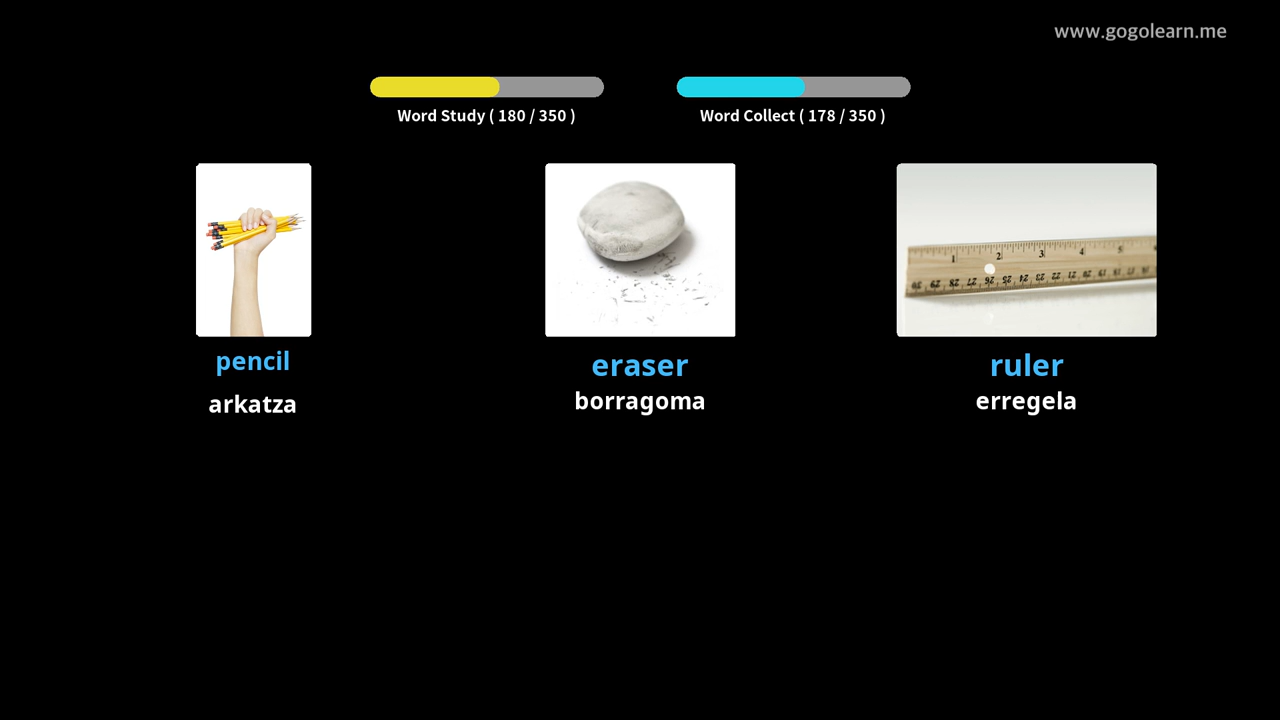 www.gogolearn.me
Word Study ( 180 / 350 )
Word Collect ( 178 / 350 )
pencil
arkatza
eraser
borragoma
ruler
erregela